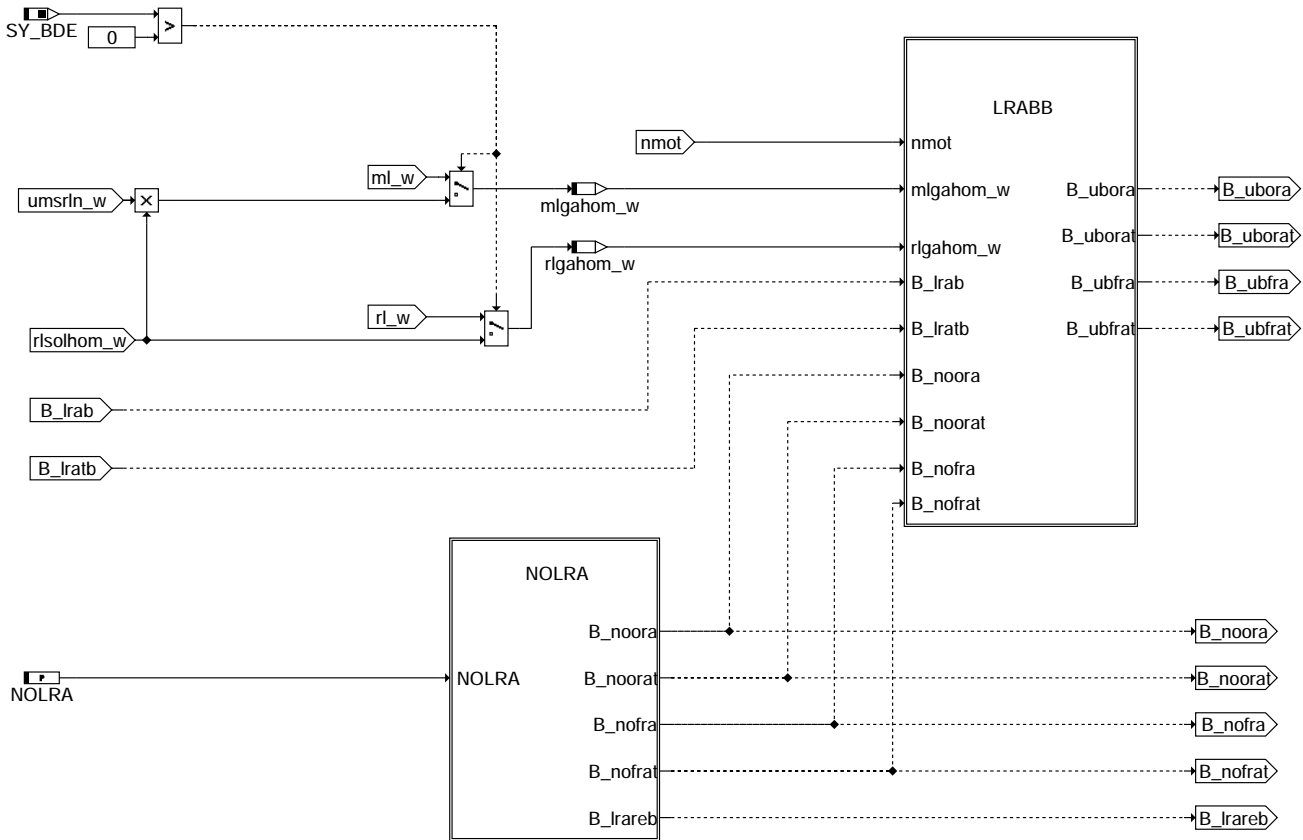 SY_BDE
0
>
LRABB
nmot
nmot
ml_w
umsrln_w
×
mlgahom_w
mlgahom_w
B_ubora
B_ubora
B_uborat
B_uborat
rlgahom_w
rlgahom_w
B_lrab
B_ubfra
B_ubfra
rl_w
rlsolhom_w
B_lratb
B_ubfrat
B_ubfrat
B_noora
B_lrab
B_noorat
B_lratb
B_nofra
B_nofrat
NOLRA
B_noora
B_noora
P
NOLRA
NOLRA
B_noorat
B_noorat
B_nofra
B_nofra
B_nofrat
B_nofrat
B_lrareb
B_lrareb